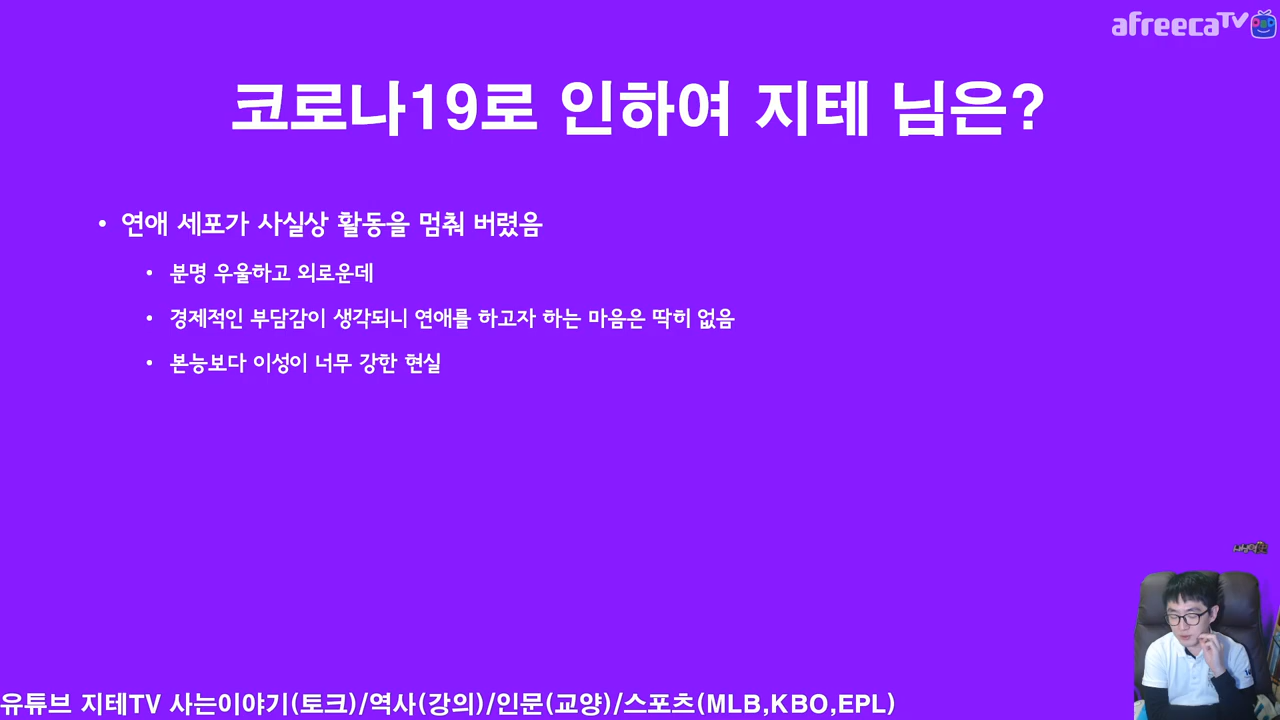 afreecaTV
코로나19로 인하여 지테 님은?
• 연애 세포가 사실상 활동을 멈춰 버렸음
• 분명 우울하고 외로운데
• 경제적인 부담감이 생각되니 연애를 하고자 하는 마음은 딱히 없음
• 본능보다 이성이 너무 강한 현실
유튜브 지테TV 사는이야기(토크)/역사(강의)/인문(교양)/스포츠(MLB,KBO,EPL)